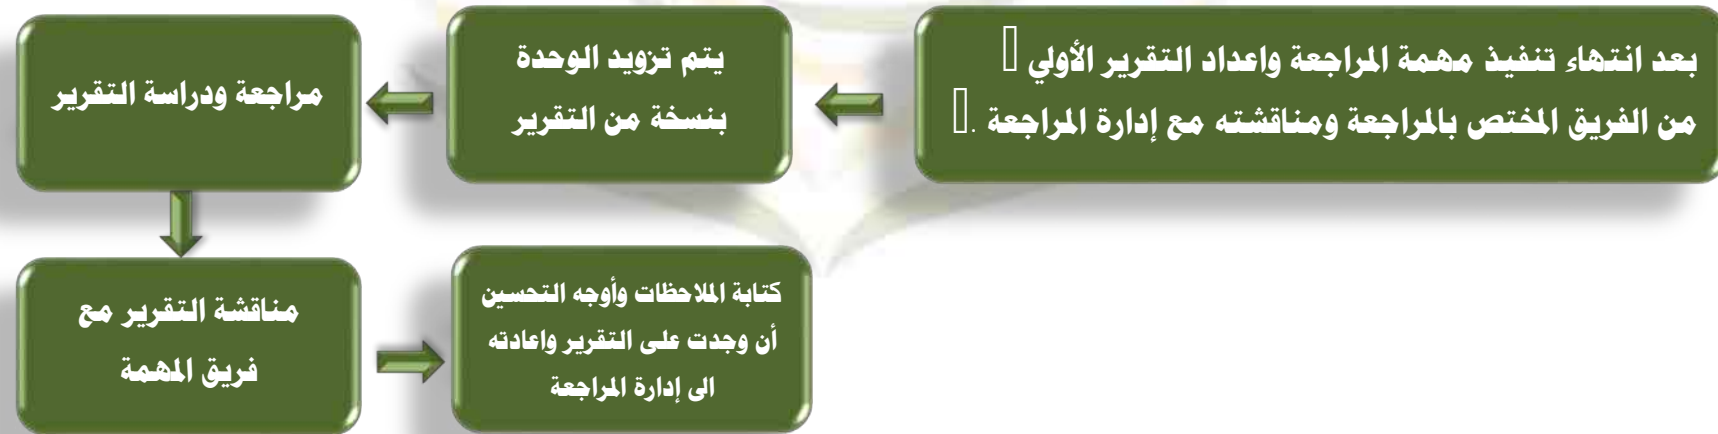 بعد انتهاء تنفيذ مهمة المراجعة واعداد التقرير الأولي
من الفريق المختص بالمراجعة ومناقشته مع إدارة المراجعة .
يتم تزويد الوحدة
بنسخة من التقرير
مراجعة ودراسة التقرير
مناقشة التقرير مع
فريق المهمة
كتابة الملاحظات وأوجه التحسين
أن وجدت على التقرير واعادته
الى إدارة المراجعة